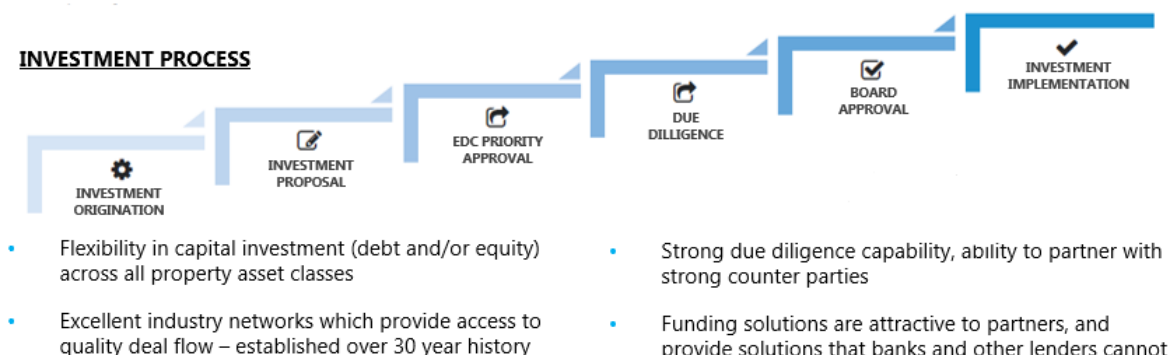 INVESTMENT PROCESS
INVESTMENT
ORIGINATION
INVESTMENT
PROPOSAL
EDC PRIORITY
APPROVAL
DUE
DILLIGENCE
BOARD
APPROVAL
INVESTMENT
IMPLEMENTATION
• Flexibility in capital investment (debt and/or equity)
across all property asset classes
• Excellent industry networks which provide access to
quality deal flow – established over 30 year history
• Strong due diligence capability, ability to partner with
strong counter parties
• Funding solutions are attractive to partners, and
provide solutions that banks and other lenders cannot